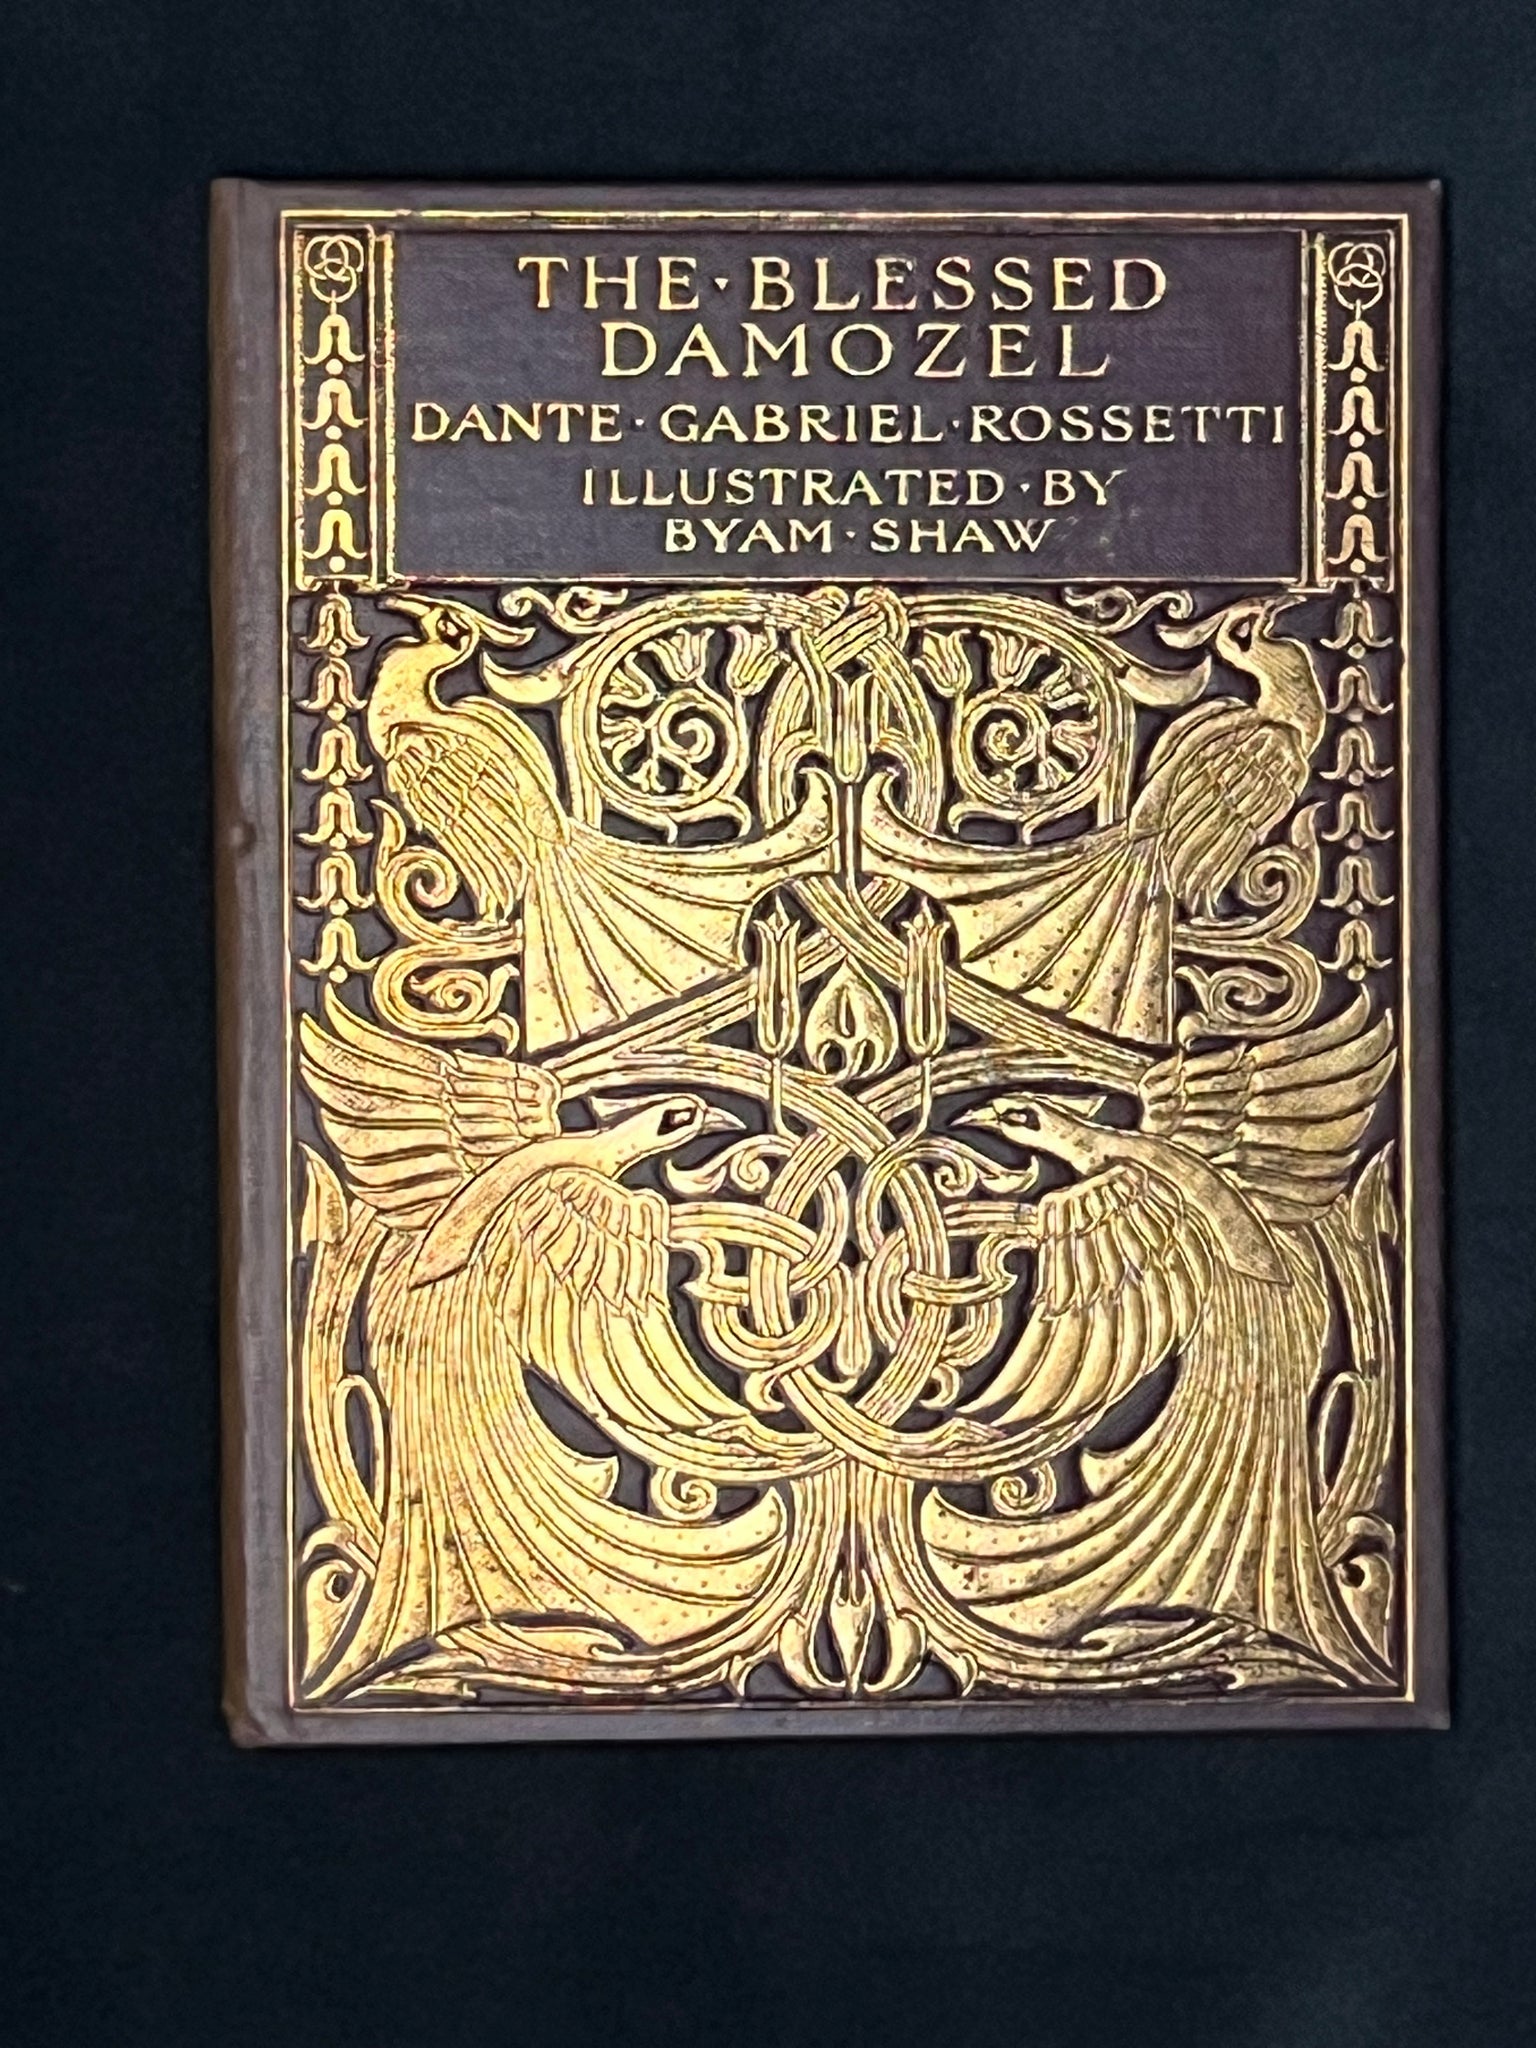 THE·BLESSED
DAMOZEL
DANTE·GABRIEL·ROSSETTI
ILLUSTRATED·BY
BYAM·SHAW